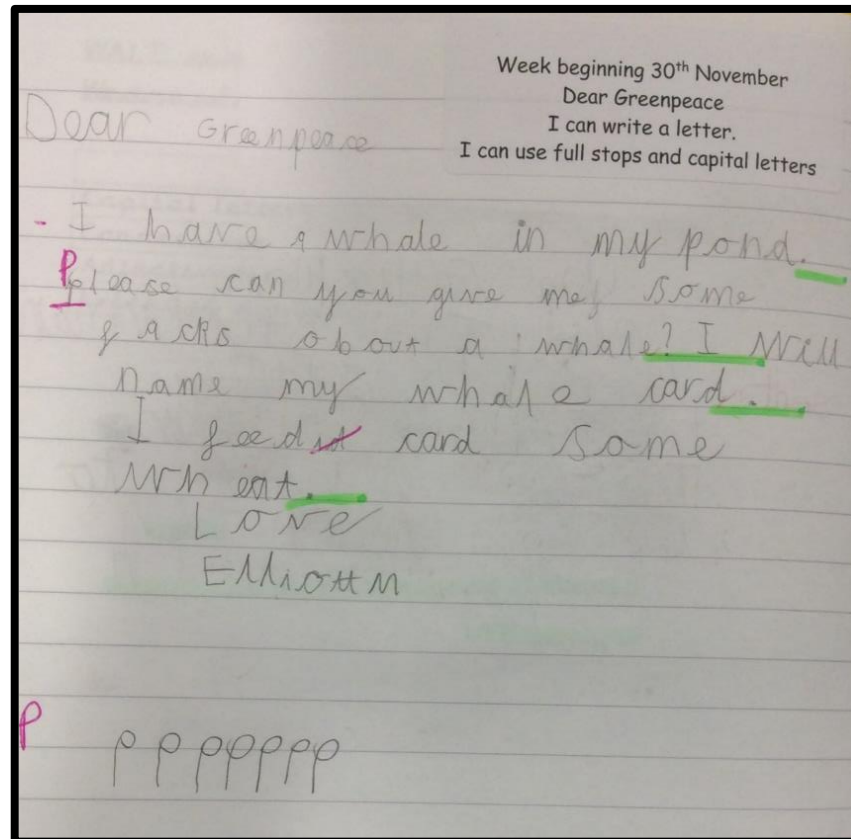 Week beginning 30th November
Dear Greenpeace
I can write a letter.
I can use full stops and capital letters
Dear Greenpeace
- I have a whale in my pond.
P
please can you give me some
facks about a whale? I will
name my whale card.
I feed it card some
wheat.
Love
Elliott M
P
p p p p p p p